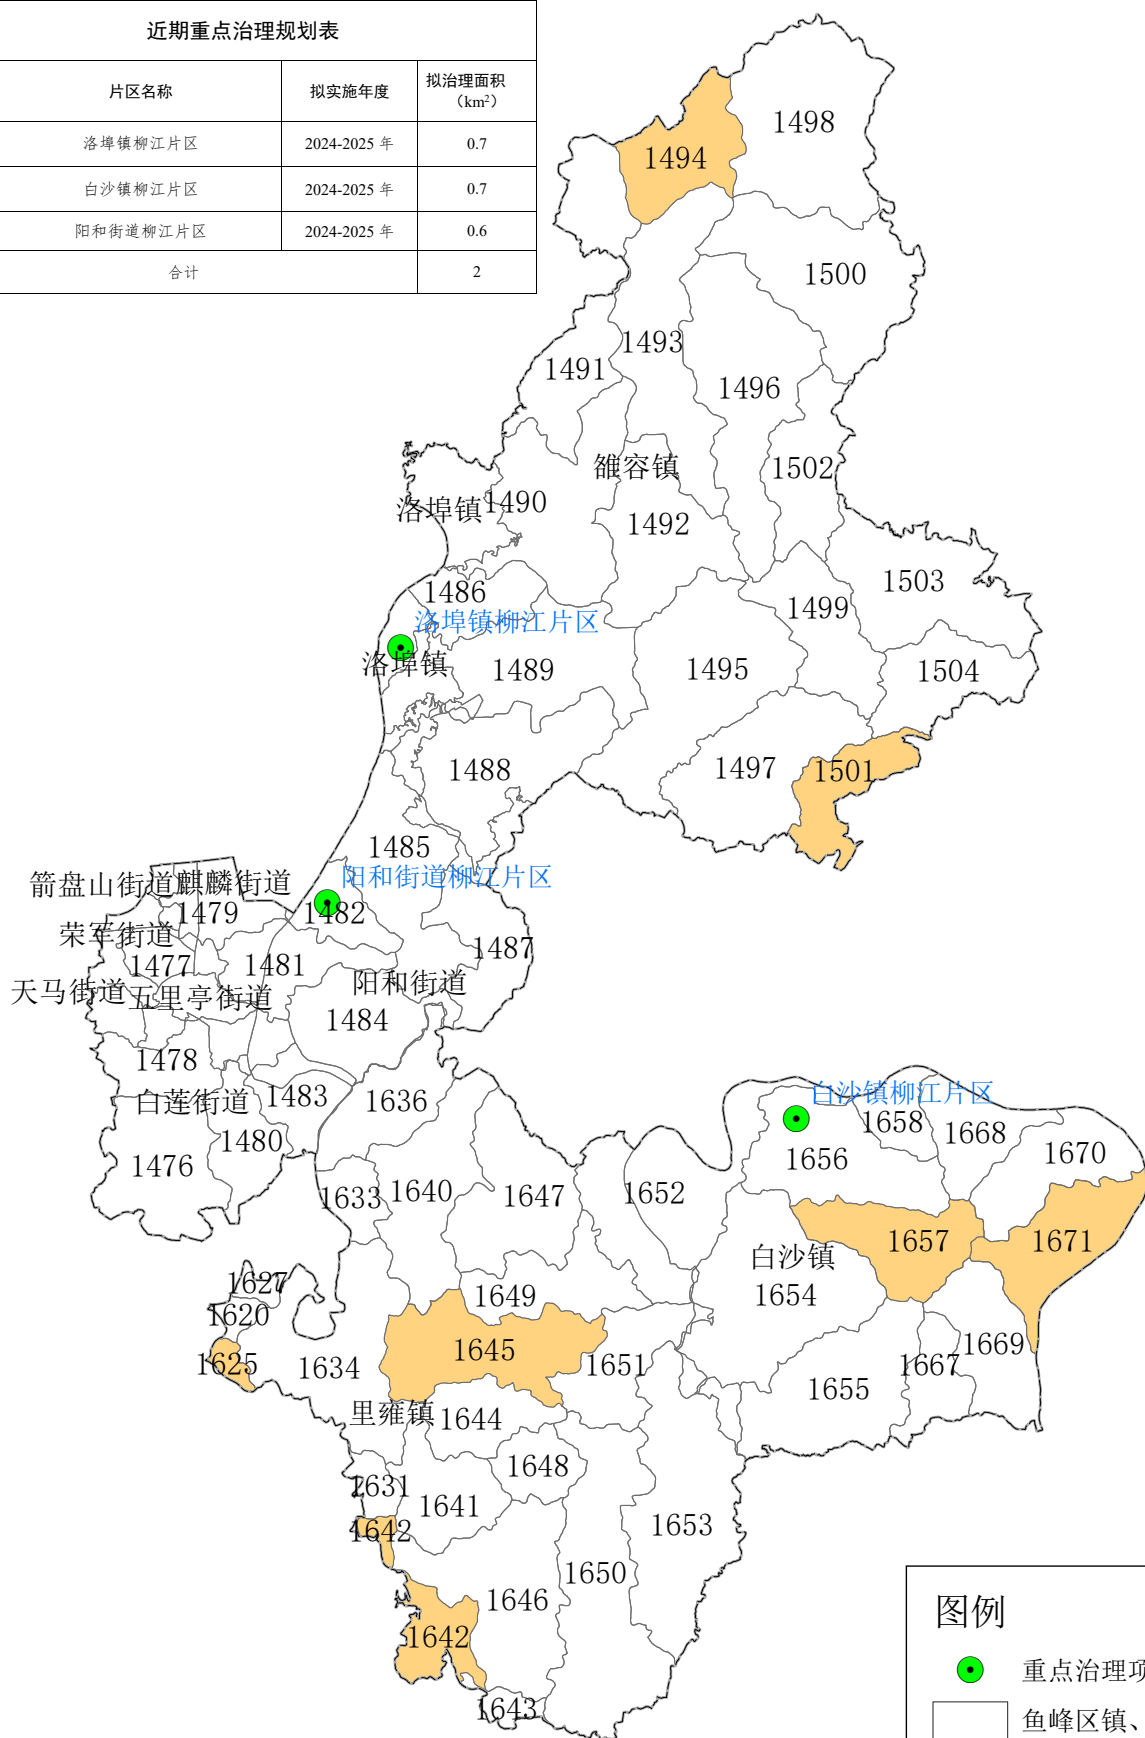 近期重点治理规划表
片区名称 拟实施年度 拟治理面积（km²）
洛埠镇柳江片区 2024-2025 年 0.7
白沙镇柳江片区 2024-2025 年 0.7
阳和街道柳江片区 2024-2025 年 0.6
合计 2
1498
1494
1500
1493
1491
1496
雒容镇
1502
洛埠镇
1490
1492
1503
1486
1499
洛埠镇柳江片区
洛埠镇
1489
1495
1504
1488
1497
1501
1485
阳和街道柳江片区
箭盘山街道
麒麟街道
1479
1482
荣军街道
1487
1477
1481
天马街道
五里亭街道
阳和街道
1484
1478
白莲街道
1483
1636
白沙镇柳江片区
1658
1480
1668
1476
1656
1670
1633
1640
1647
1652
白沙镇
1657
1671
1627
1649
1654
1620
1645
1625
1634
1651
1667
1669
1655
里雍镇
1644
1648
1631
1641
1642
1653
1650
1646
1642
1643
图例
重点治理项
鱼峰区镇、